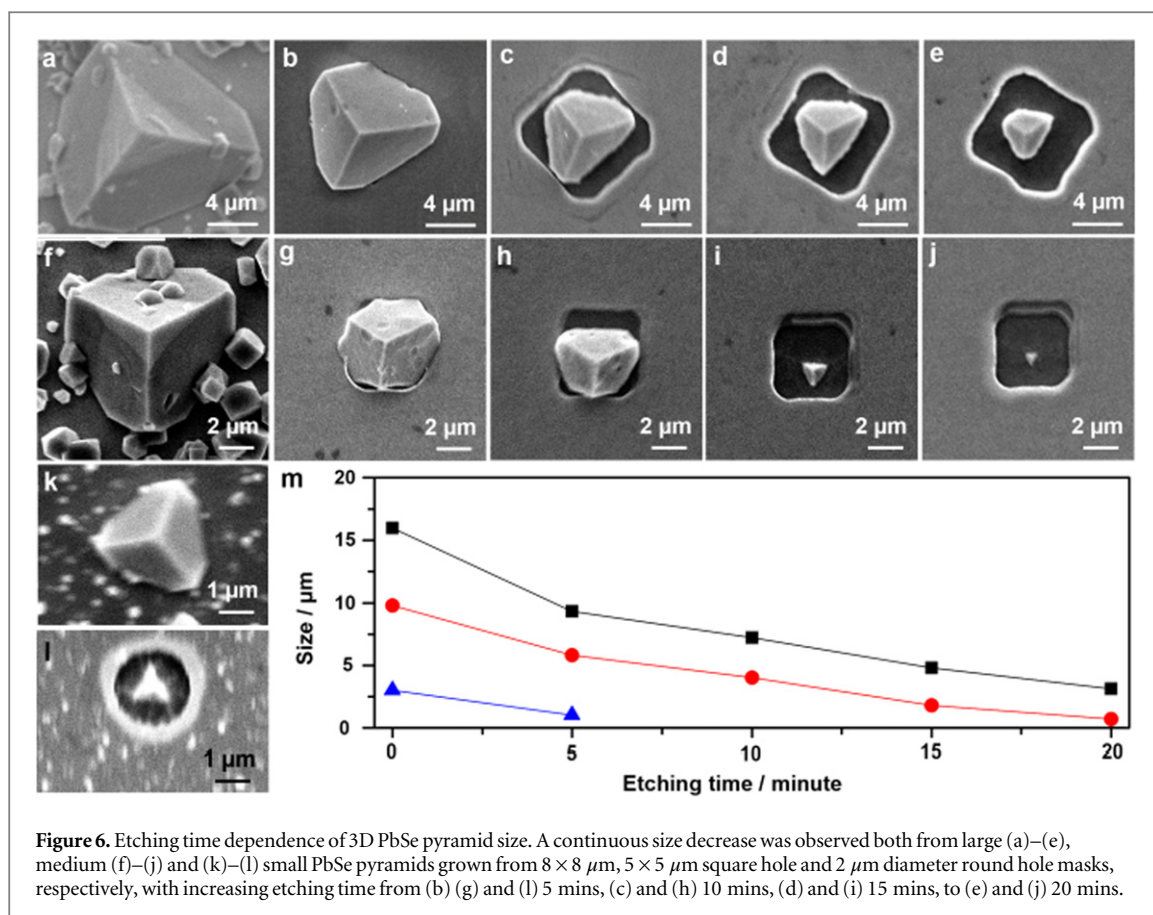 a
4 µm
b
4 µm
c
4 µm
d
4 µm
e
4 µm
f
2 µm
g
2 µm
h
2 µm
i
2 µm
j
2 µm
k
1 µm
l
1 µm
m
20
15
10
5
0
Size / µm
0 5 10 15 20
Etching time / minute
Figure 6. Etching time dependence of 3D PbSe pyramid size. A continuous size decrease was observed both from large (a)–(e),
medium (f)–(j) and (k)–(l) small PbSe pyramids grown from 8 × 8 µm, 5 × 5 µm square hole and 2 µm diameter round hole masks,
respectively, with increasing etching time from (b) (g) and (l) 5 mins, (c) and (h) 10 mins, (d) and (i) 15 mins, to (e) and (j) 20 mins.